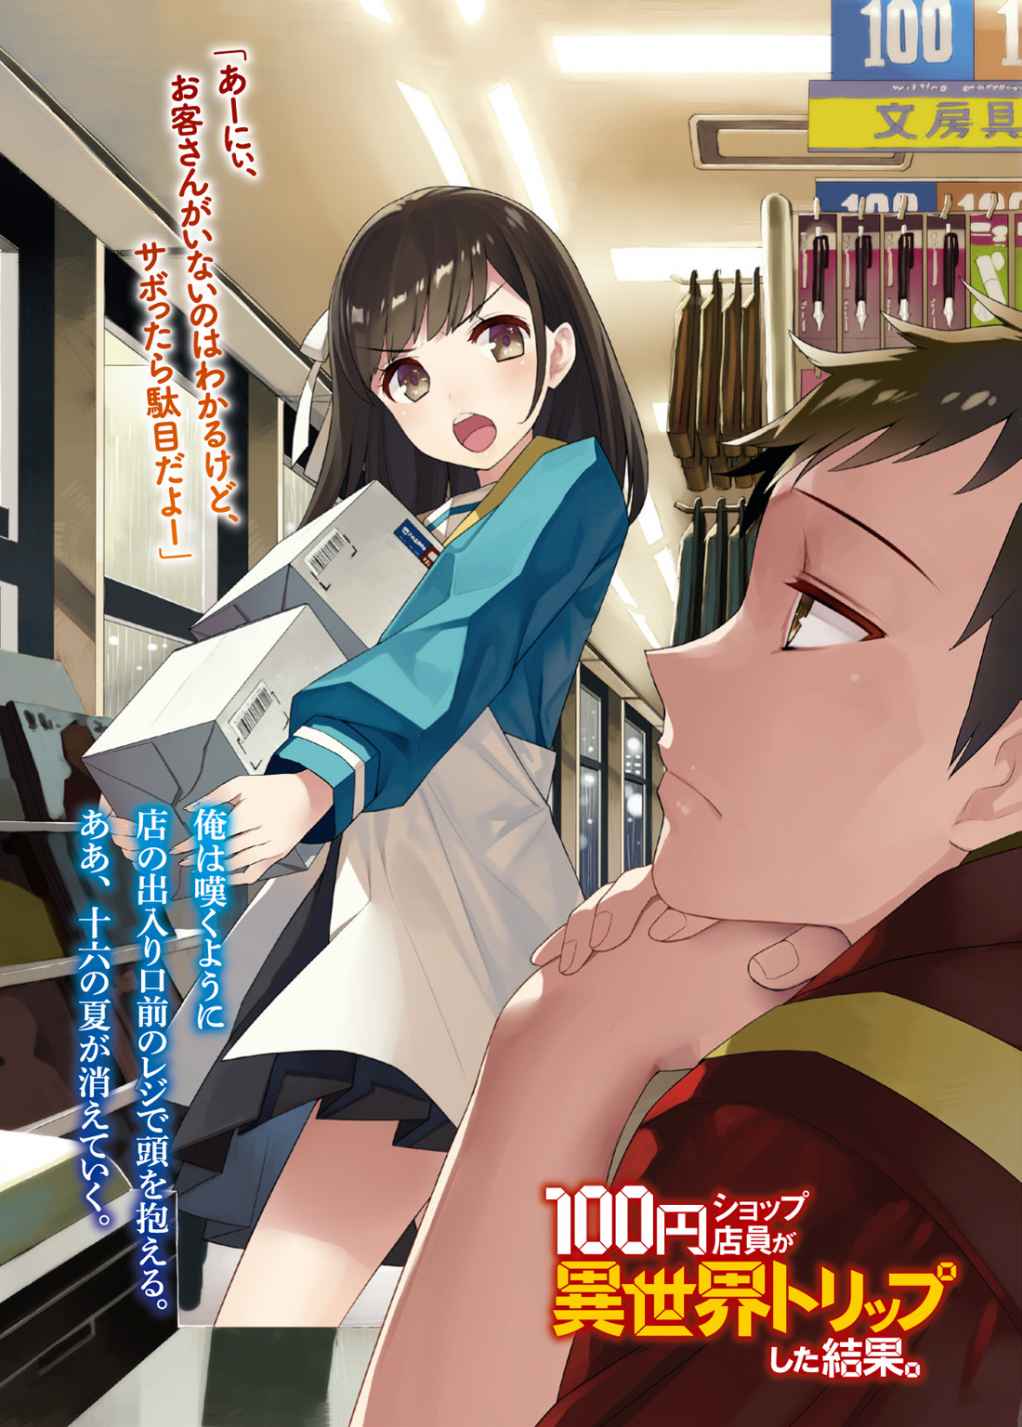 100
文房具
「あーにぃ、
お客さんがいないのはわかるけど、
サボったら駄目だよー」
俺は嘆くように
店の出入り口前のレジで頭を抱える。
ああ、十六の夏が消えていく。
100円ショップ
店員が
異世界トリップ
した結果。